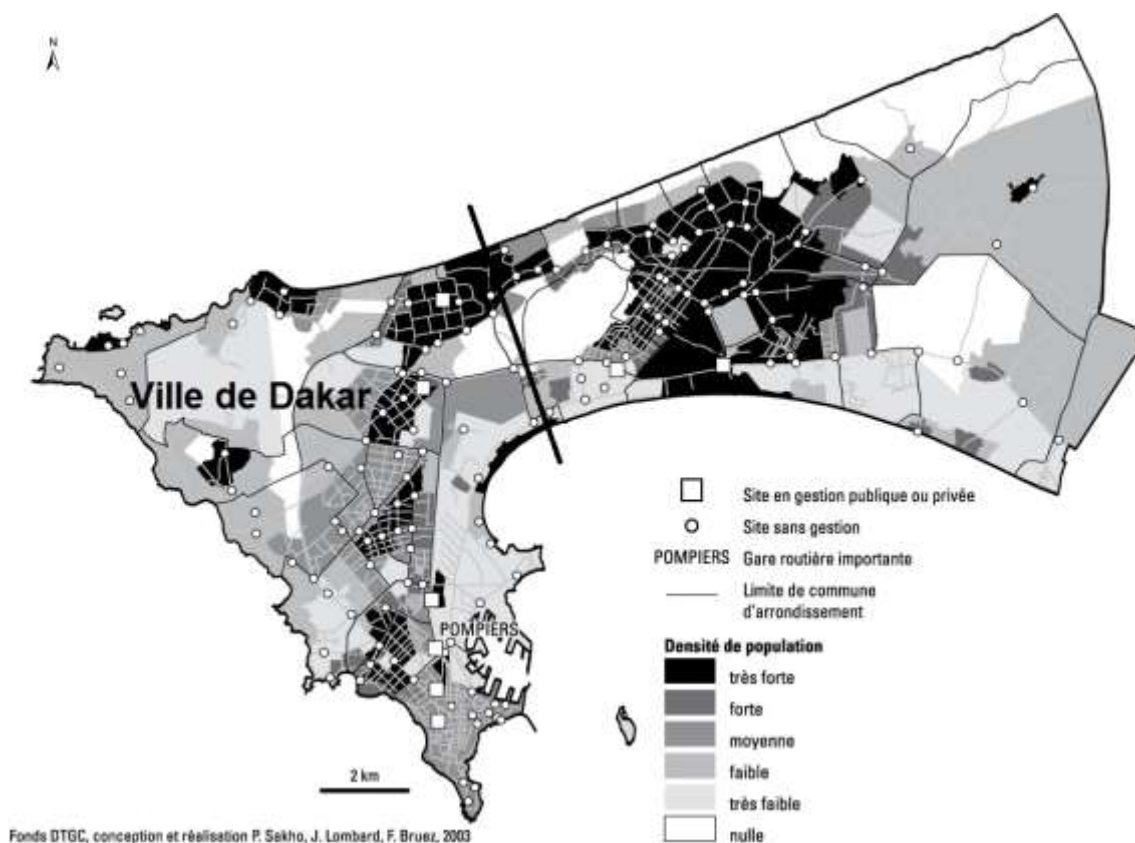 N
Ville de Dakar
POMPIERS
Site en gestion publique ou privée
Site sans gestion
POMPIERS Gare routière importante
Limite de commune
d'arrondissement
Densité de population
très forte
forte
moyenne
faible
très faible
nulle
2 km
Fonds DTGC, conception et réalisation P. Sakho, J. Lombard, F. Bruez, 2003